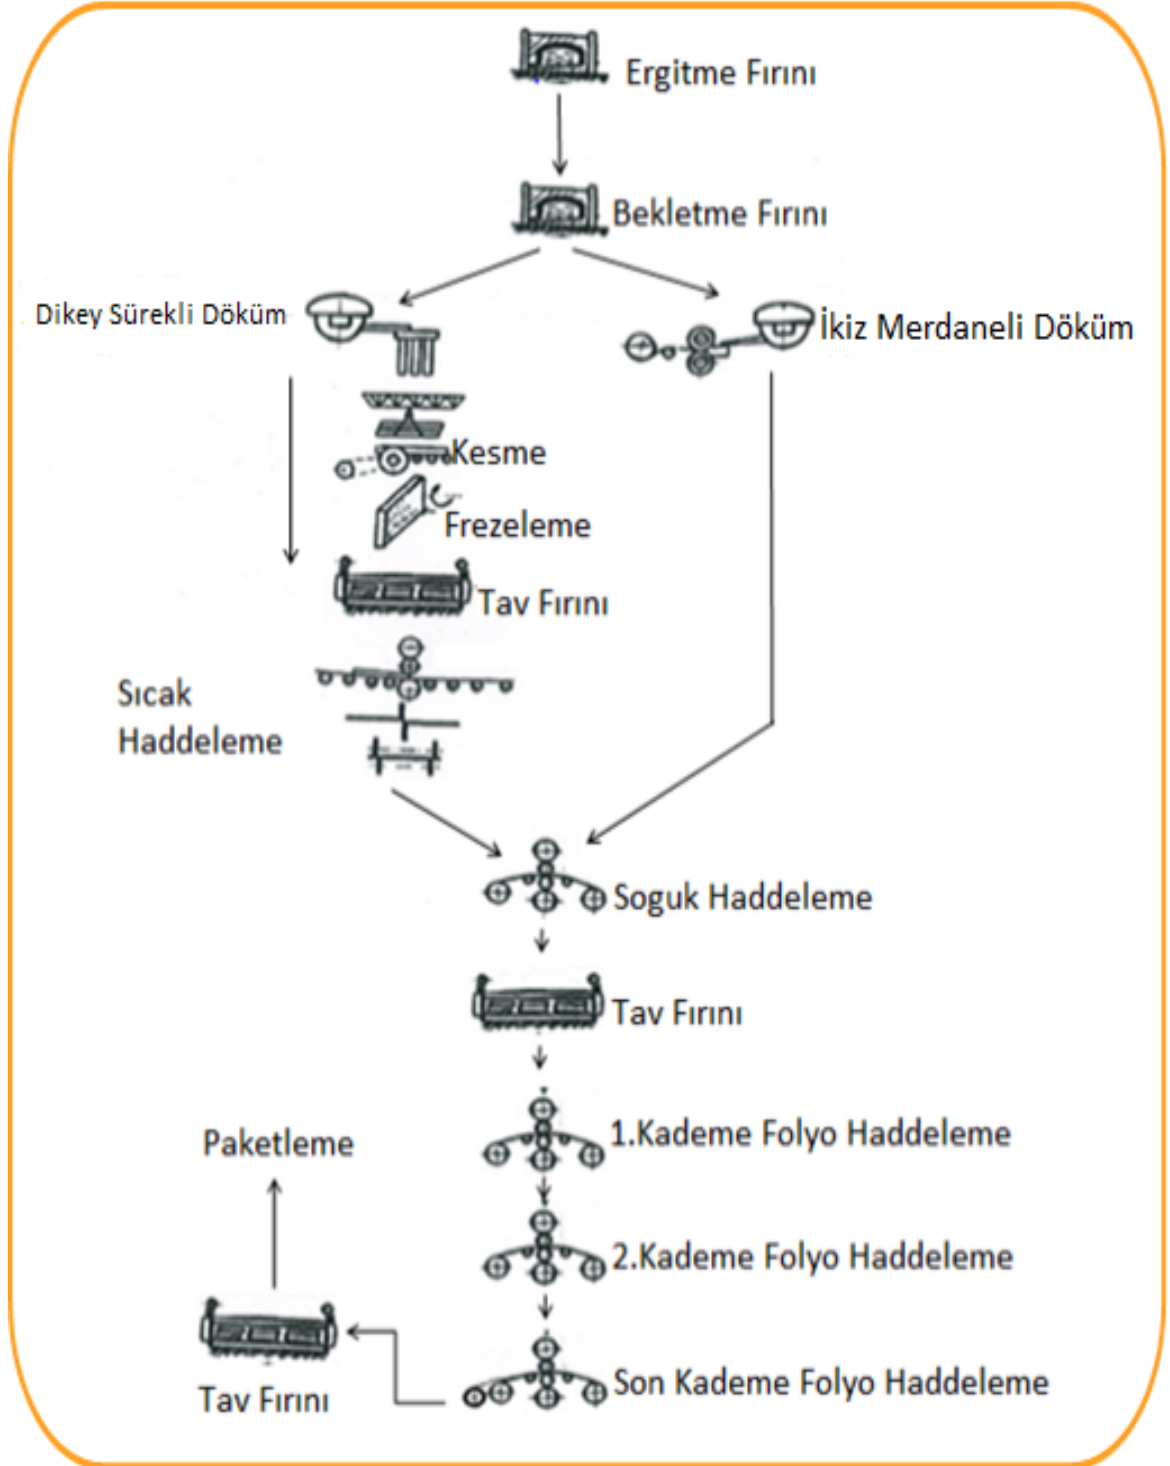 Ergitme Fırını
Bekletme Fırını
Dikey Sürekli Döküm
İkiz Merdaneli Döküm
Kesme
Frezeleme
Tav Fırını
Sıcak
Haddeleme
Soguk Haddeleme
Tav Fırını
1.Kademe Folyo Haddeleme
Paketleme
2.Kademe Folyo Haddeleme
Son Kademe Folyo Haddeleme
Tav Fırını